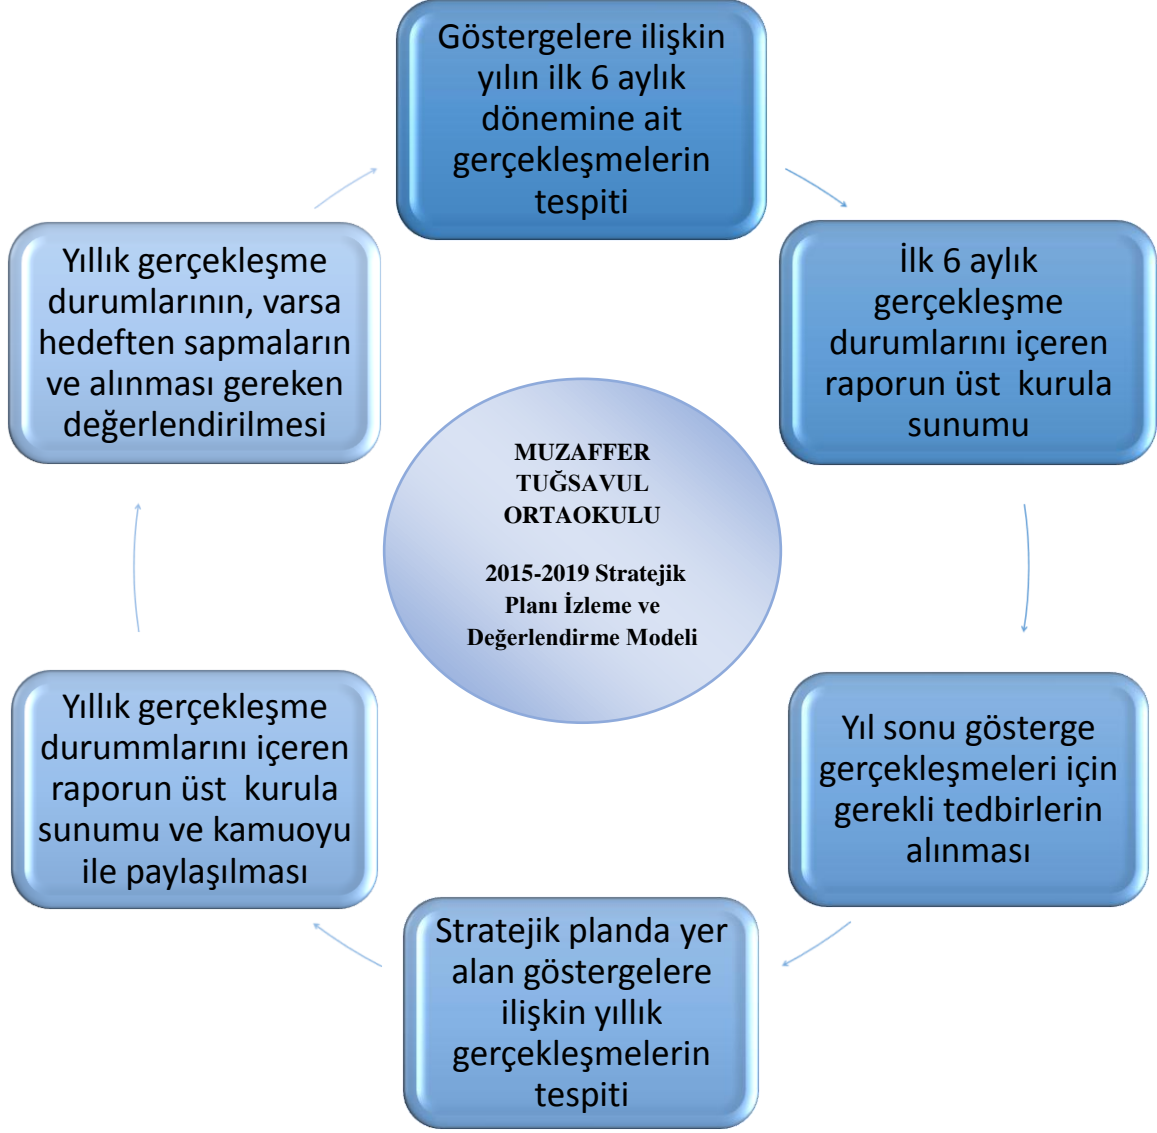 Göstergelere ilişkin
yılın ilk 6 aylık
dönemine ait
gerçekleşmelerin
tespiti
İlk 6 aylık
gerçekleşme
durumlarını içeren
raporun üst  kurula
sunumu
Yıl sonu gösterge
gerçekleşmeleri için
gerekli tedbirlerin
alınması
Stratejik planda yer
alan göstergelere
ilişkin yıllık
gerçekleşmelerin
tespiti
Yıllık gerçekleşme
durummlarını içeren
raporun üst  kurula
sunumu ve kamuoyu
ile paylaşılması
Yıllık gerçekleşme
durumlarının, varsa
hedeften sapmaların
ve alınması gereken
değerlendirilmesi
MUZAFFER
TUĞSAVUL
ORTAOKULU
2015-2019 Stratejik
Planı İzleme ve
Değerlendirme Modeli